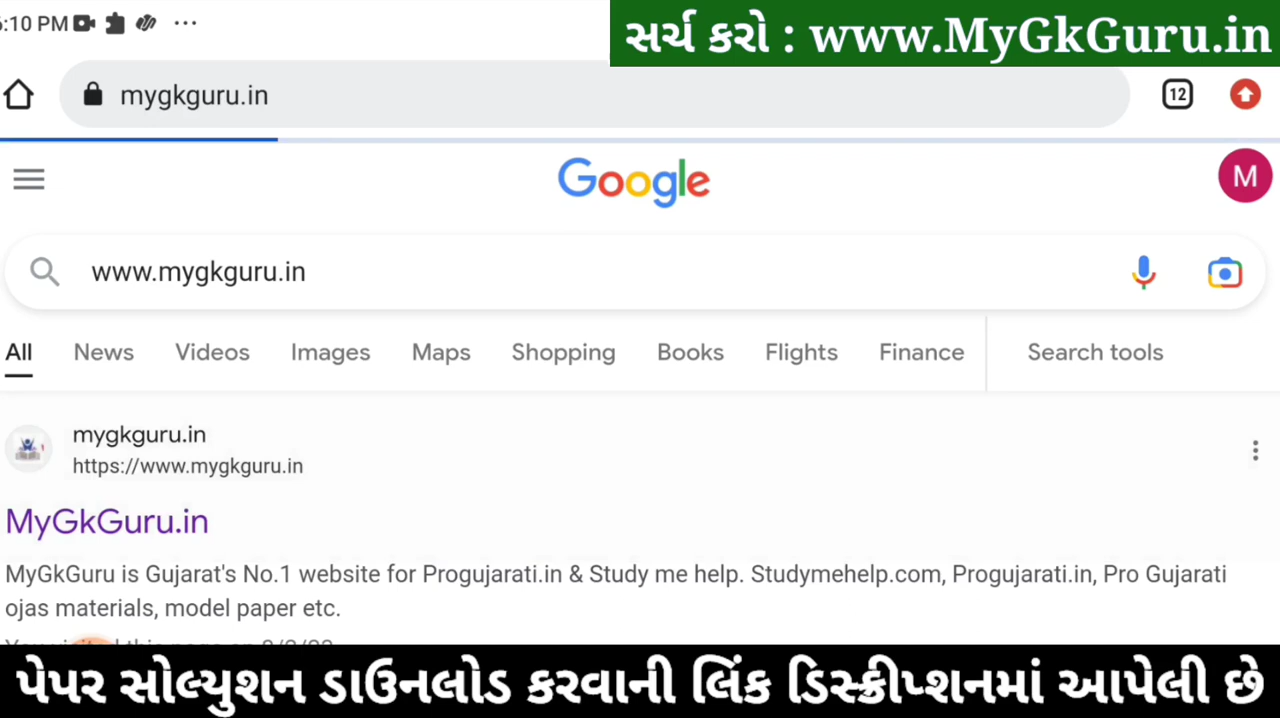 :10 PM
સર્ચ કરો : www.MyGkGuru.in
mygkguru.in
12
Google
M
www.mygkguru.in
All News Videos Images Maps Shopping Books Flights Finance Search tools
mygkguru.in
https://www.mygkguru.in
MyGkGuru.in
MyGkGuru is Gujarat's No.1 website for Progujarati.in & Study me help. Studymehelp.com, Progujarati.in, Pro Gujarati
ojas materials, model paper etc.
પેપર સોલ્યુશન ડાઉનલોડ કરવાની લિંક ડિસ્ક્રીપ્શનમાં આપેલી છે